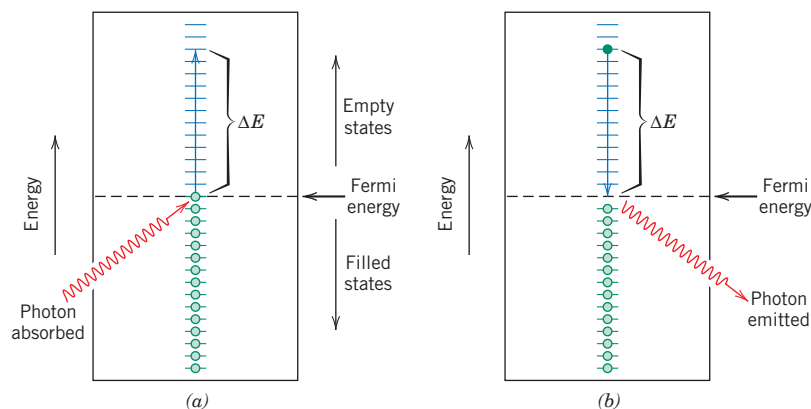 Energy
Photon
absorbed
ΔE
Empty
states
Fermi
energy
Filled
states
(a)
Energy
ΔE
Fermi
energy
Photon
emitted
(b)